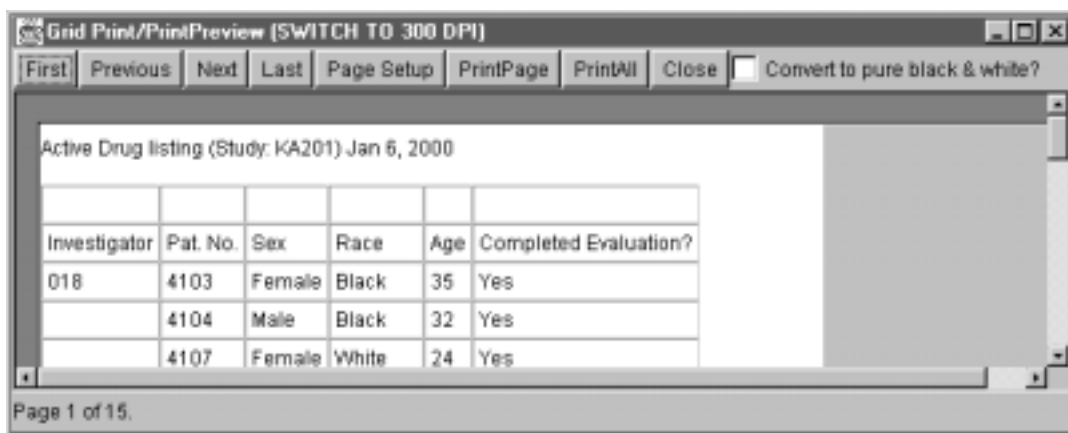 Grid Print/PrintPreview (SWITCH TO 300 DPI)
First Previous Next Last Page Setup PrintPage PrintAll Close Convert to pure black & white?
Active Drug listing (Study: KA201) Jan 6, 2000
Investigator Pat. No. Sex Race Age Completed Evaluation?
018 4103 Female Black 35 Yes
4104 Male Black 32 Yes
4107 Female White 24 Yes
Page 1 of 15.